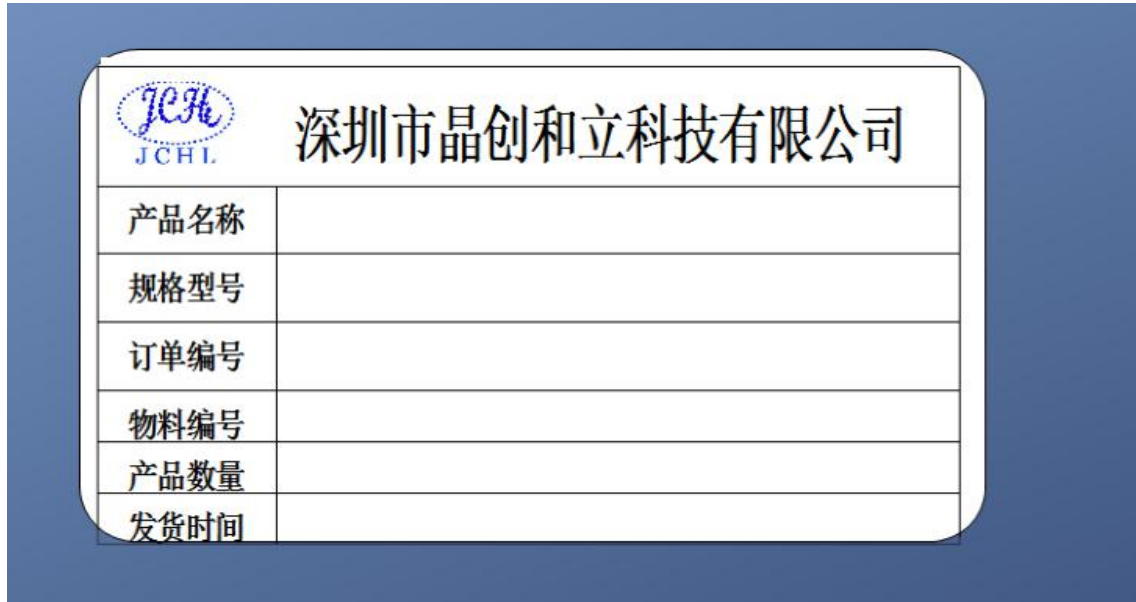 JCHL
JCHL
深圳市晶创和立科技有限公司
产品名称
规格型号
订单编号
物料编号
产品数量
发货时间